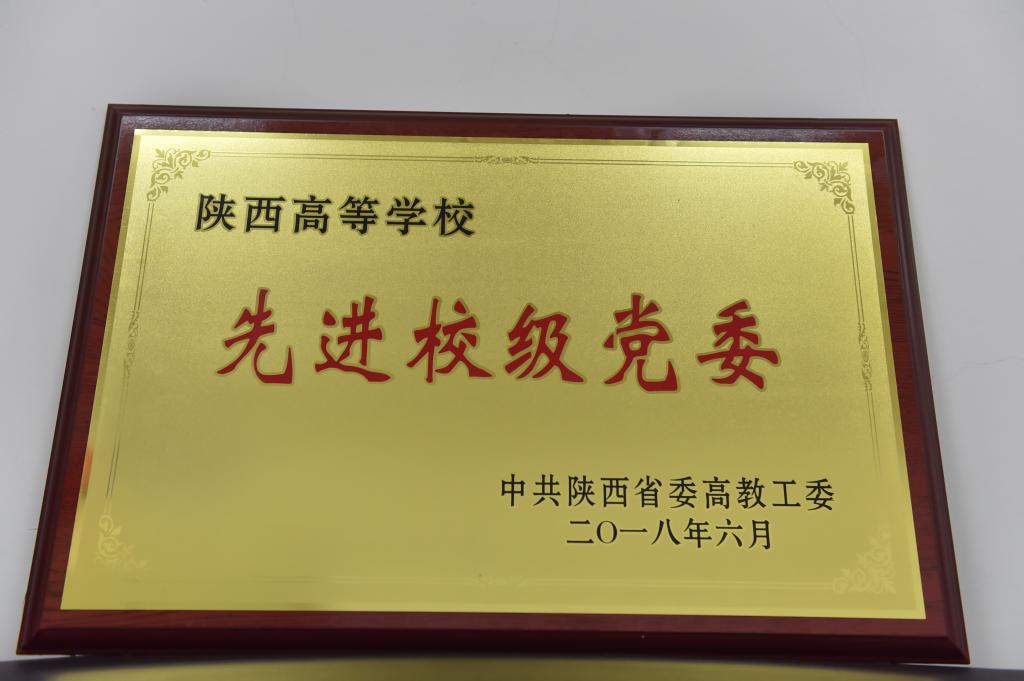 陕西高等学校
先进校级党委
中共陕西省委高教工委
二〇一八年六月